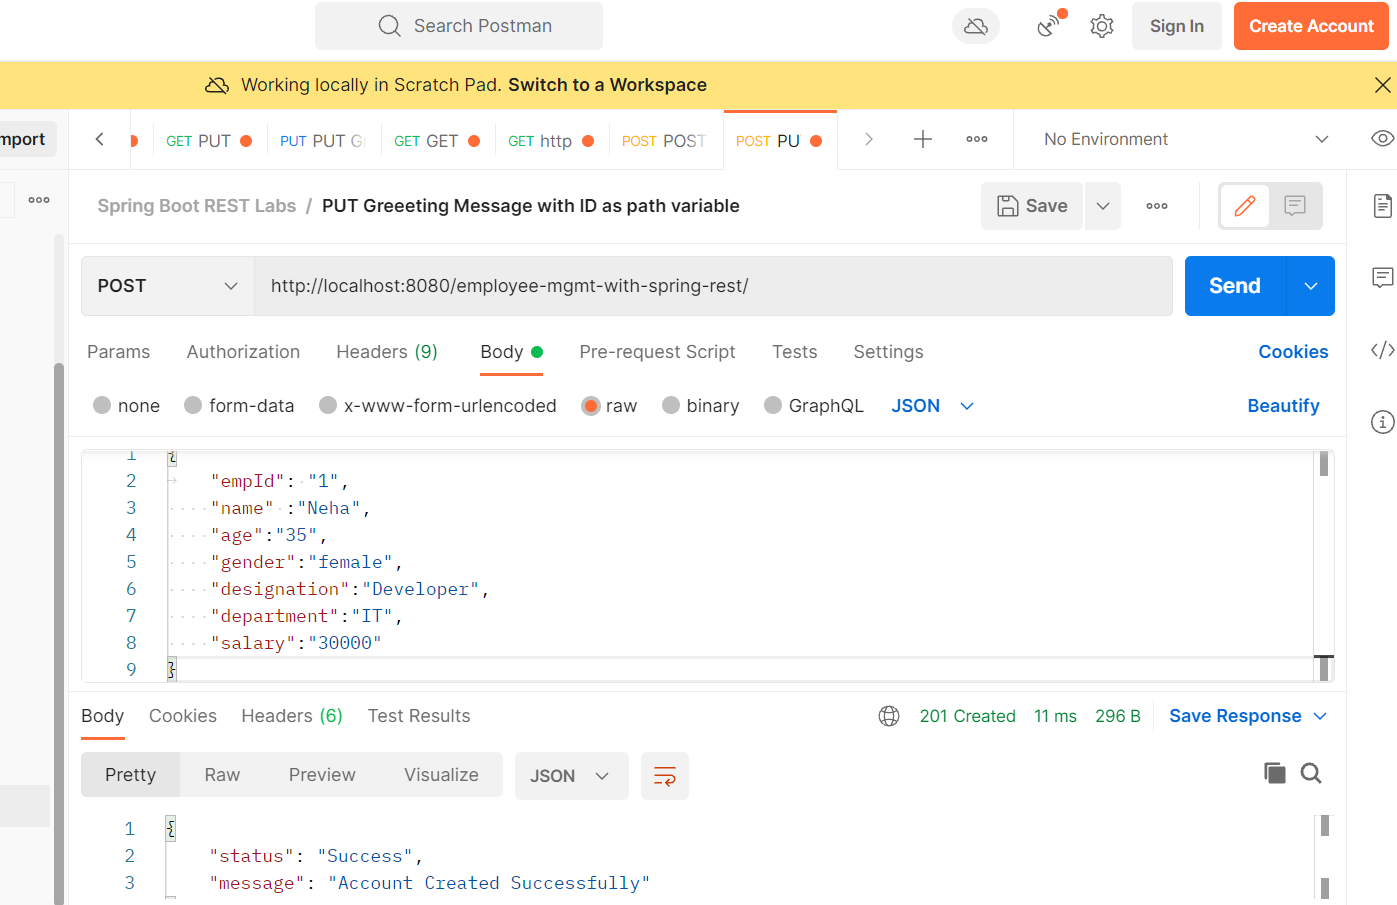 Search Postman
Sign In
Create Account
Working locally in Scratch Pad. Switch to a Workspace
mport
GET PUT
PUT PUT G
GET GET
GET http
POST POST
POST PU
No Environment
Spring Boot REST Labs / PUT Greeeting Message with ID as path variable
Save
POST
http://localhost:8080/employee-mgmt-with-spring-rest/
Send
Params Authorization Headers (9) Body Pre-request Script Tests Settings Cookies
none form-data x-www-form-urlencoded raw binary GraphQL JSON Beautify
1 {
2 "empId": "1",
3 "name" :"Neha",
4 "age":"35",
5 "gender":"female",
6 "designation":"Developer",
7 "department":"IT",
8 "salary":"30000"
9 }
Body Cookies Headers (6) Test Results 201 Created 11 ms 296 B Save Response
Pretty Raw Preview Visualize JSON
1 {
2 "status": "Success",
3 "message": "Account Created Successfully"